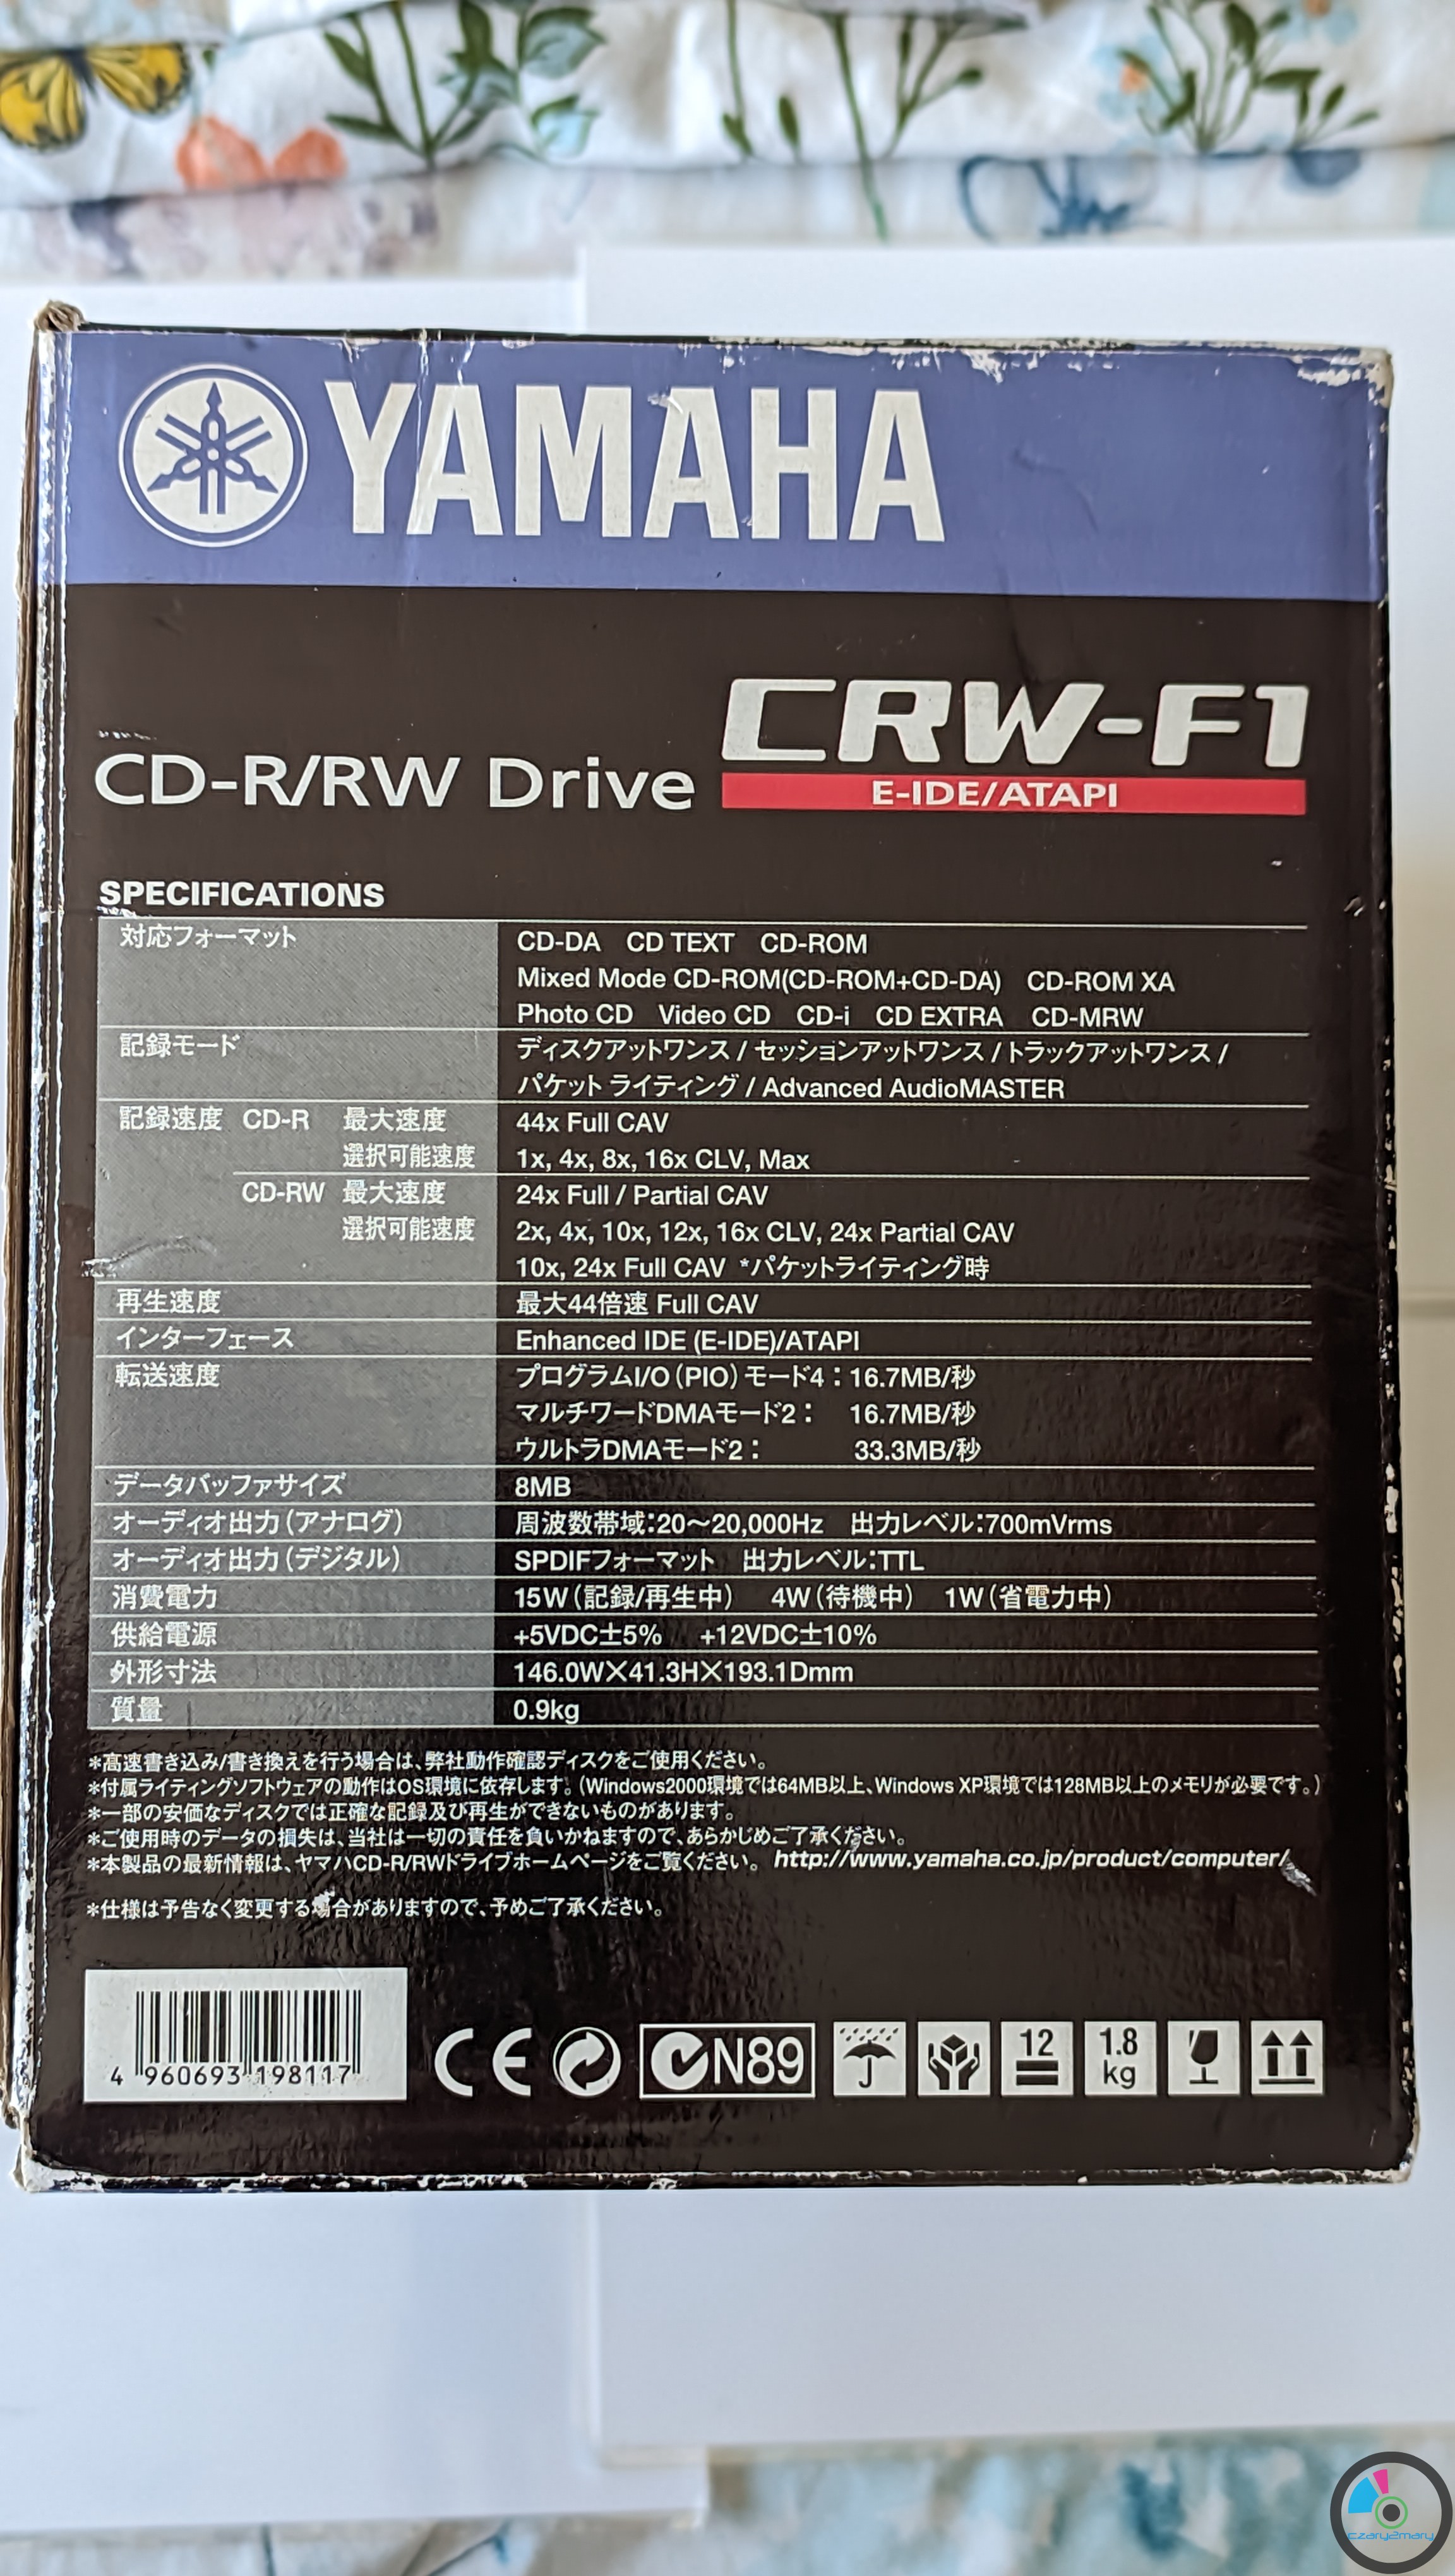 YAMAHA
CRW-F1
CD-R/RW Drive
E-IDE/ATAPI
SPECIFICATIONS
対応フォーマット CD-DA CD TEXT CD-ROM
Mixed Mode CD-ROM(CD-ROM+CD-DA) CD-ROM XA
Photo CD Video CD CD-i CD EXTRA CD-MRW
記録モード ディスクアットワンス / セッションアットワンス / トラックアットワンス /
パケット ライティング / Advanced AudioMASTER
記録速度 CD-R 最大速度 44x Full CAV
選択可能速度 1x, 4x, 8x, 16x CLV, Max
CD-RW 最大速度 24x Full / Partial CAV
選択可能速度 2x, 4x, 10x, 12x, 16x CLV, 24x Partial CAV
10x, 24x Full CAV *パケットライティング時
再生速度 最大44倍速 Full CAV
インターフェース Enhanced IDE (E-IDE)/ATAPI
転送速度 プログラムI/O（PIO）モード4：16.7MB/秒
マルチワードDMAモード2： 16.7MB/秒
ウルトラDMAモード2： 33.3MB/秒
データバッファサイズ 8MB
オーディオ出力（アナログ） 周波数帯域：20〜20,000Hz 出力レベル：700mVrms
オーディオ出力（デジタル） SPDIFフォーマット 出力レベル：TTL
消費電力 15W（記録/再生中） 4W（待機中） 1W（省電力中）
供給電源 +5VDC±5% +12VDC±10%
外形寸法 146.0W×41.3H×193.1Dmm
質量 0.9kg
*高速書き込み/書き換えを行う場合は、弊社動作確認ディスクをご使用ください。
*付属ライティングソフトウェアの動作はOS環境に依存します。（Windows2000環境では64MB以上、Windows XP環境では128MB以上のメモリが必要です。）
*一部の安価なディスクでは正確な記録及び再生ができないものがあります。
*ご使用時のデータの損失は、当社は一切の責任を負いかねますので、あらかじめご了承ください。
*本製品の最新情報は、ヤマハCD-R/RWドライブホームページをご覧ください。 http://www.yamaha.co.jp/product/computer/
*仕様は予告なく変更する場合がありますので、予めご了承ください。
4 960693 198117
CE N89 12 1.8 kg
czary2mary